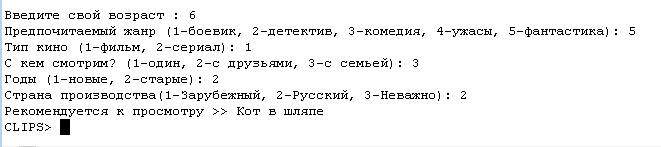 Введите свой возраст : 6
Предпочитаемый жанр (1-боевик, 2-детектив, 3-комедия, 4-ужасы, 5-фантастика): 5
Тип кино (1-фильм, 2-сериал): 1
С кем смотрим? (1-один, 2-с друзьями, 3-с семьей): 3
Годы (1-новые, 2-старые): 2
Страна производства(1-Зарубежный, 2-Русский, 3-Неважно): 2
Рекомендуется к просмотру >> Кот в шляпе
CLIPS>